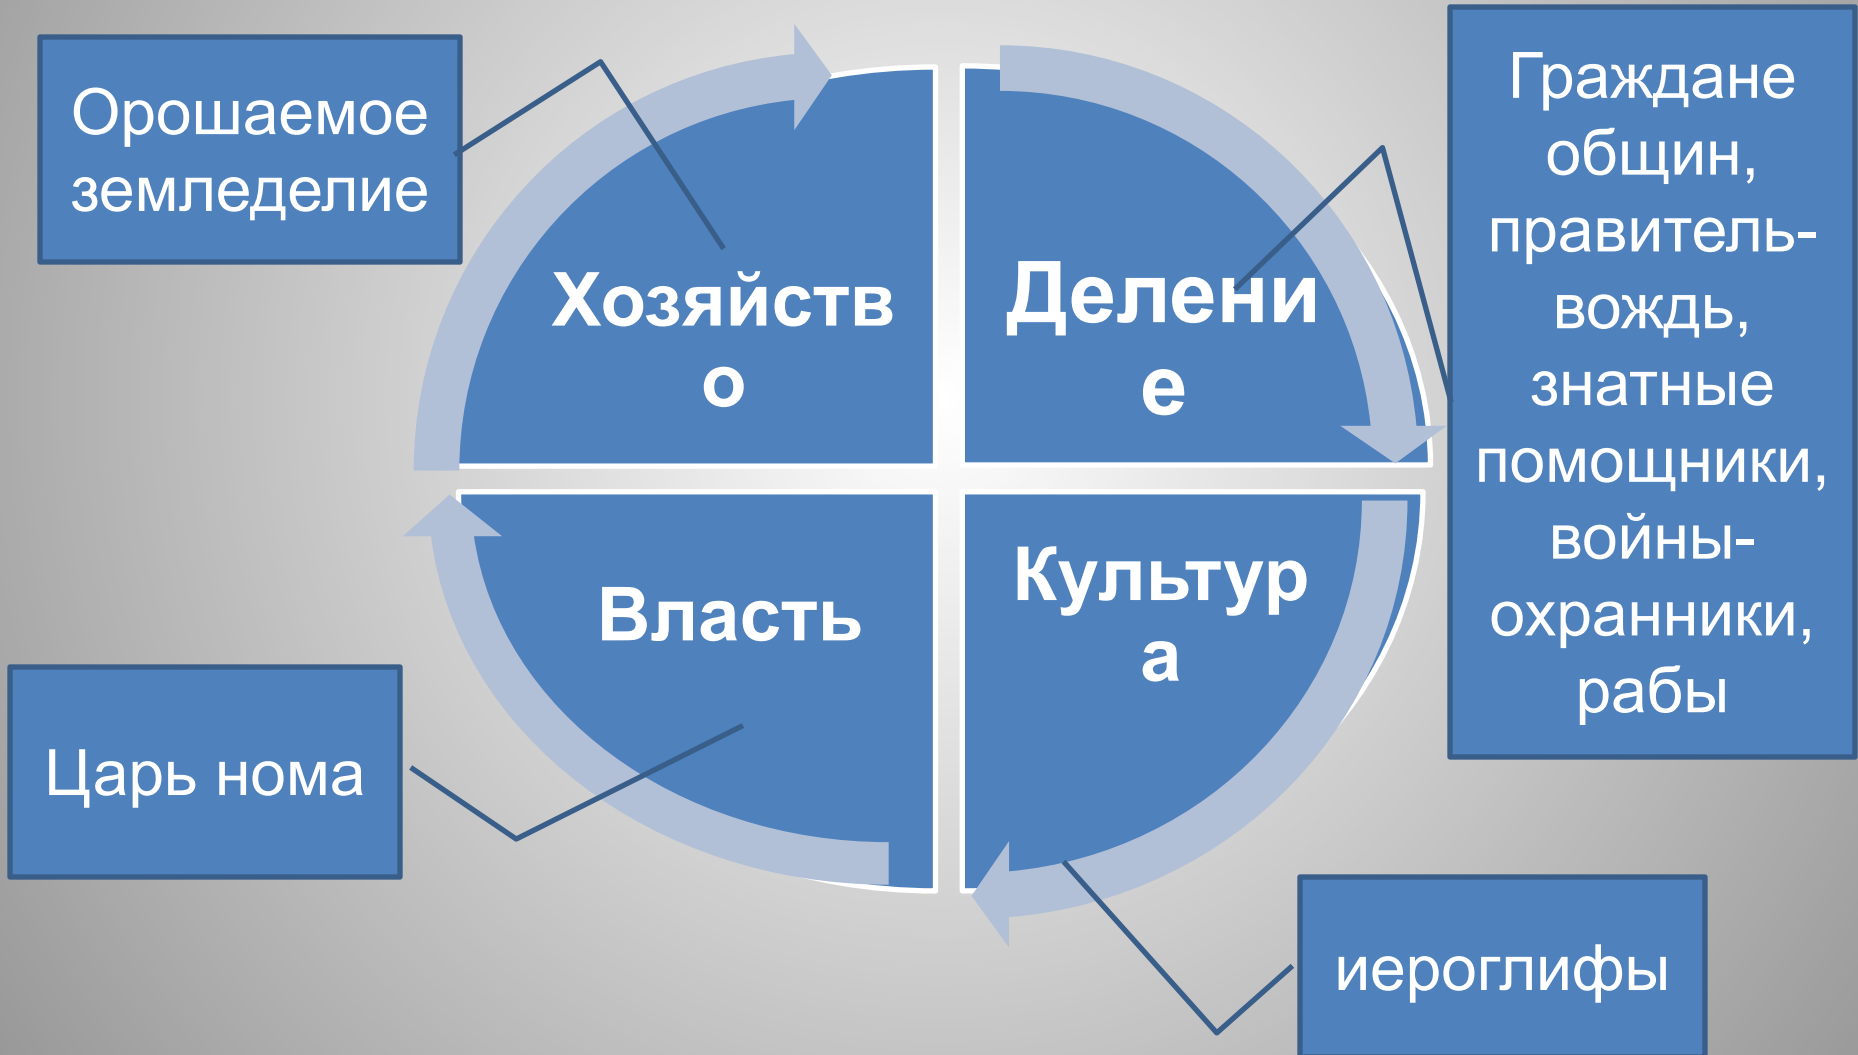 Орошаемое
земледелие
Хозяйств
о
Делени
е
Граждане
общин,
правитель-
вождь,
знатные
помощники,
войны-
охранники,
рабы
Власть
Культур
а
Царь нома
иероглифы